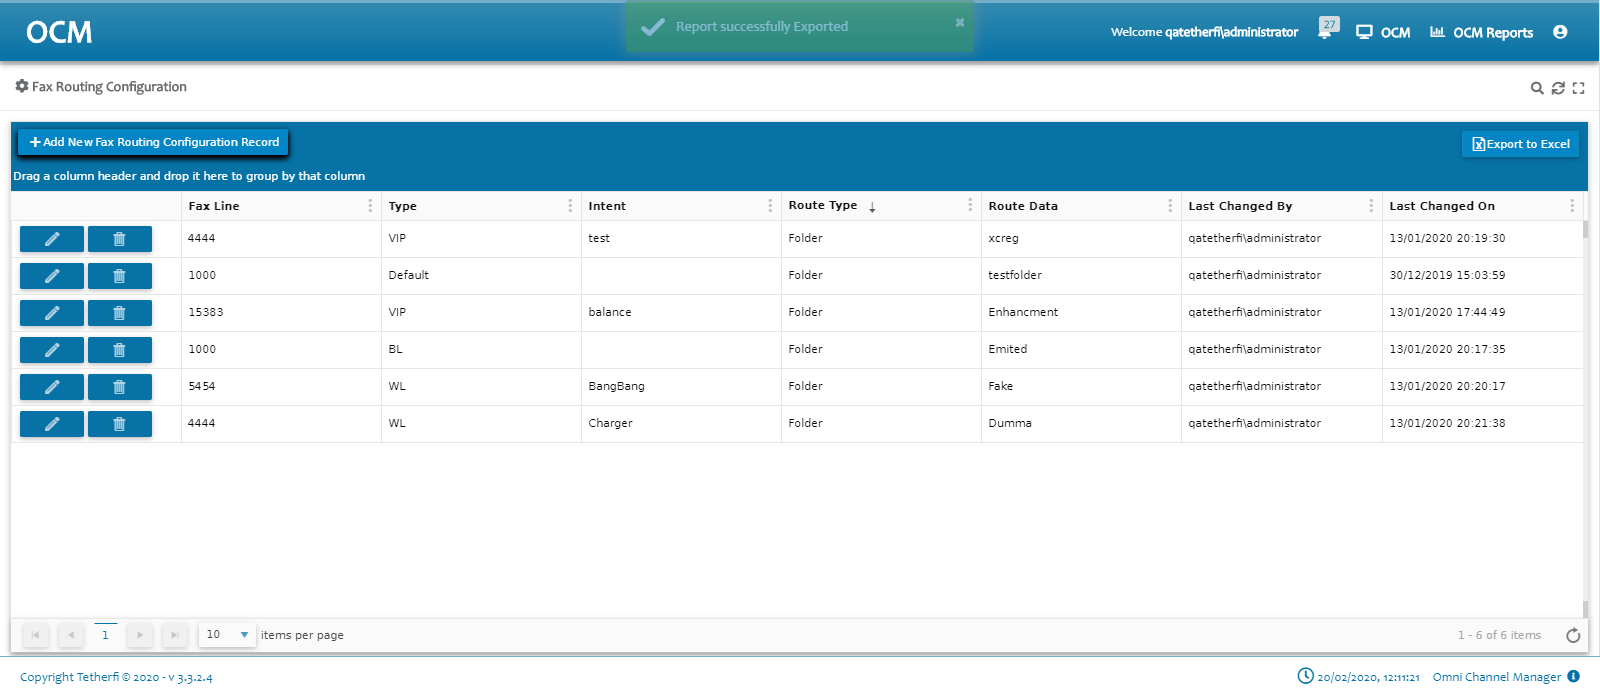 OCM
Report successfully Exported
Welcome qatetherfi\administrator
27
OCM
OCM Reports
Fax Routing Configuration
Add New Fax Routing Configuration Record
Export to Excel
Drag a column header and drop it here to group by that column
Fax Line Type Intent Route Type Route Data Last Changed By Last Changed On
4444 VIP test Folder xcreg qatetherfi\administrator 13/01/2020 20:19:30
1000 Default Folder testfolder qatetherfi\administrator 30/12/2019 15:03:59
15383 VIP balance Folder Enhancment qatetherfi\administrator 13/01/2020 17:44:49
1000 BL Folder Emited qatetherfi\administrator 13/01/2020 20:17:35
5454 WL BangBang Folder Fake qatetherfi\administrator 13/01/2020 20:20:17
4444 WL Charger Folder Dumma qatetherfi\administrator 13/01/2020 20:21:38
1 10 items per page 1 - 6 of 6 items
Copyright Tetherfi © 2020 - v 3.3.2.4 20/02/2020, 12:11:21 Omni Channel Manager